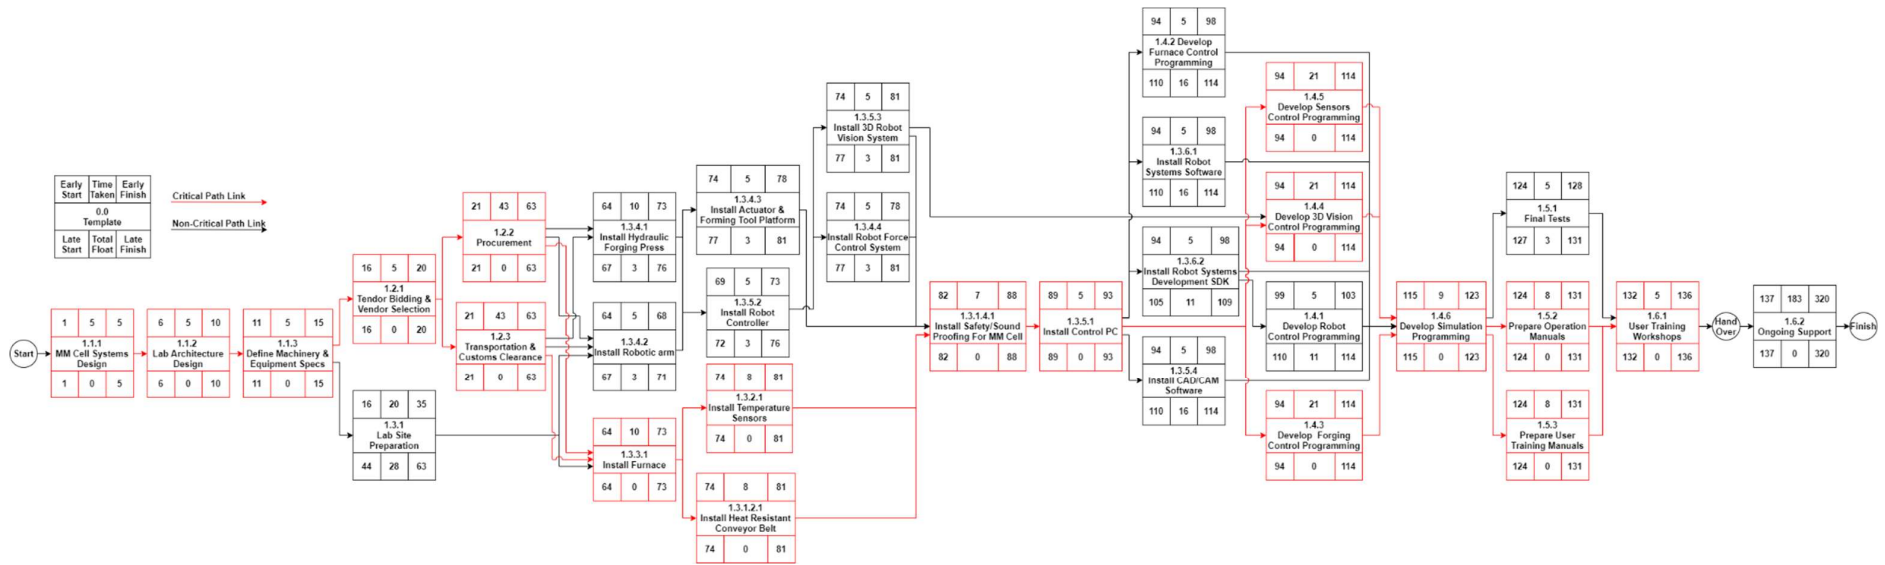 Early Start
Time Taken
Early Finish
0.0
Template
Late Start
Total Float
Late Finish
Critical Path Link
Non-Critical Path Link
Start
1 5 5
1.1.1
MM Cell Systems
Design
1 0 5
6 5 10
1.1.2
Lab Architecture
Design
6 0 10
11 5 15
1.1.3
Define Machinery &
Equipment Specs
11 0 15
16 5 20
1.2.1
Tendor Bidding &
Vendor Selection
16 0 20
16 20 35
1.3.1
Lab Site
Preparation
44 28 63
21 43 63
1.2.2
Procurement
21 0 63
21 43 63
1.2.3
Transportation &
Customs Clearance
21 0 63
64 10 73
1.3.4.1
Install Hydraulic
Forging Press
67 3 76
64 5 68
1.3.4.2
Install Robotic arm
67 3 71
64 10 73
1.3.3.1
Install Furnace
64 0 73
74 5 78
1.3.4.3
Install Actuator &
Forming Tool Platform
77 3 81
69 5 73
1.3.5.2
Install Robot
Controller
72 3 76
74 8 81
1.3.2.1
Install Temperature
Sensors
74 0 81
74 8 81
1.3.1.2.1
Install Heat Resistant
Conveyor Belt
74 0 81
74 5 81
1.3.5.3
Install 3D Robot
Vision System
77 3 81
74 5 78
1.3.4.4
Install Robot Force
Control System
77 3 81
82 7 88
1.3.1.4.1
Install Safety/Sound
Proofing For MM Cell
82 0 88
89 5 93
1.3.5.1
Install Control PC
89 0 93
94 5 98
1.4.2 Develop
Furnace Control
Programming
110 16 114
94 5 98
1.3.6.1
Install Robot
Systems Software
110 16 114
94 5 98
1.3.6.2
Install Robot Systems
Development SDK
105 11 109
94 5 98
1.3.5.4
Install CAD/CAM
Software
110 16 114
94 21 114
1.4.5
Develop Sensors
Control Programming
94 0 114
94 21 114
1.4.4
Develop 3D Vision
Control Programming
94 0 114
99 5 103
1.4.1
Develop Robot
Programming
110 11 114
94 21 114
1.4.3
Develop Forging
Control Programming
94 0 114
115 9 123
1.4.6
Develop Simulation
Programming
115 0 123
124 5 128
1.5.1
Final Tests
127 3 131
124 8 131
1.5.2
Prepare Operation
Manuals
124 0 131
124 8 131
1.5.3
Prepare User
Training Manuals
124 0 131
132 5 136
1.6.1
User Training
Workshops
132 0 136
Hand
Over
137 183 320
1.6.2
Ongoing Support
137 0 320
Finish